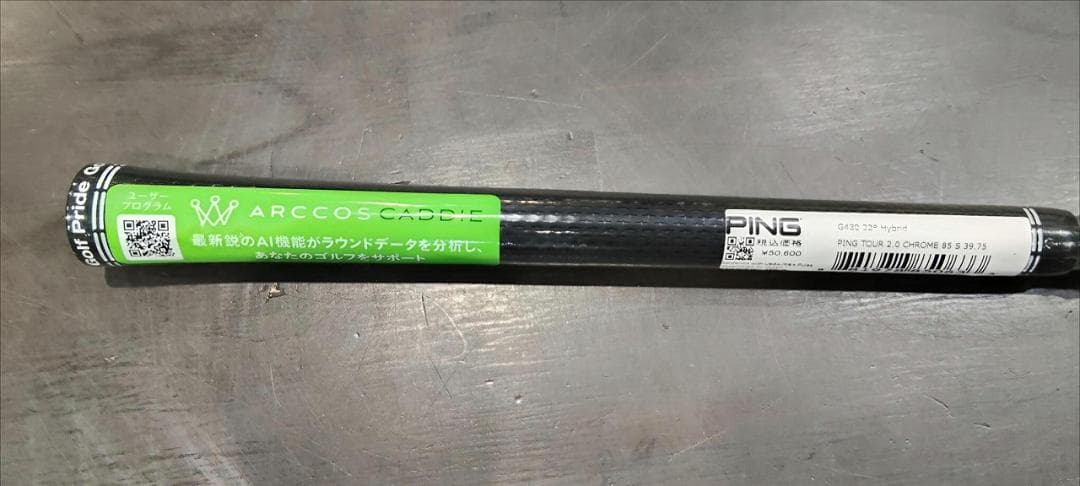 Golf Pride
ユーザー
プログラム
ARCCOS CADDIE
最新鋭のAI機能がラウンドデータを分析し、
あなたのゴルフをサポート
PING
税込価格
¥50,600
G430 22° Hybrid
PING TOUR 2.0 CHROME 85 S 39.75